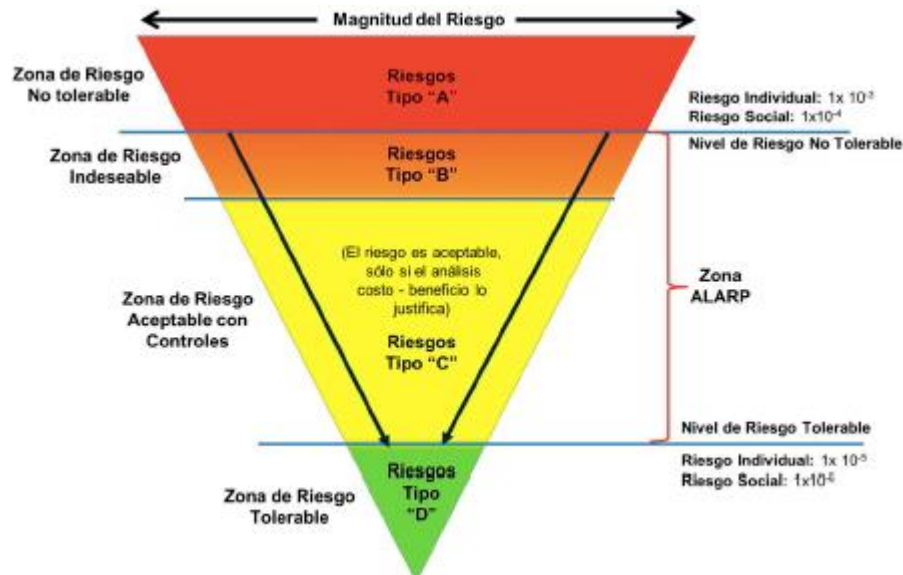 Magnitud del Riesgo
Zona de Riesgo
No tolerable
Riesgos
Tipo "A"
Riesgo Individual: 1x 10⁻³
Riesgo Social: 1x10⁻⁴
Nivel de Riesgo No Tolerable
Zona de Riesgo
Indeseable
Riesgos
Tipo "B"
(El riesgo es aceptable,
sólo si el análisis
costo - beneficio lo
justifica)
Zona de Riesgo
Aceptable con
Controles
Riesgos
Tipo "C"
Zona
ALARP
Nivel de Riesgo Tolerable
Riesgo Individual: 1x 10⁻⁵
Riesgo Social:
Zona de Riesgo
Tolerable
Riesgos
Tipo
"D"